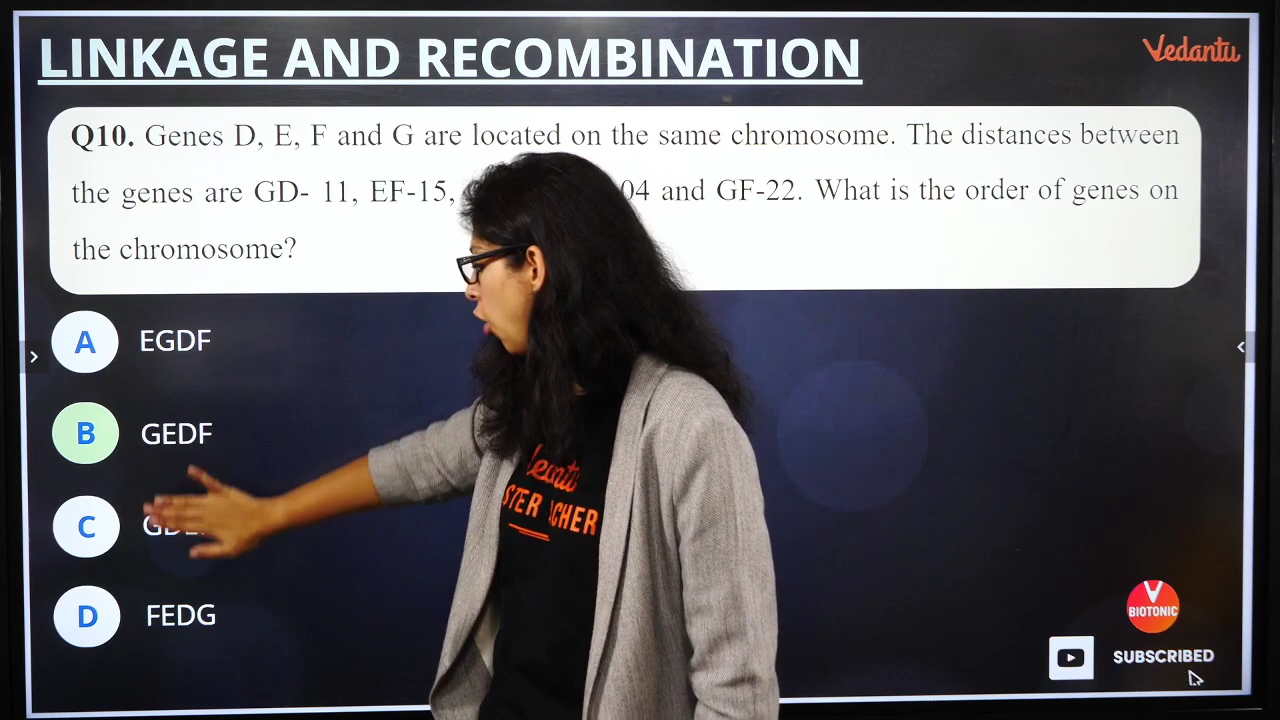 LINKAGE AND RECOMBINATION
Vedantu
Q10. Genes D, E, F and G are located on the same chromosome. The distances between
the genes are GD- 11, EF-15, 04 and GF-22. What is the order of genes on
the chromosome?
A EGDF
B GEDF
C
D FEDG
BIOTONIC
SUBSCRIBED